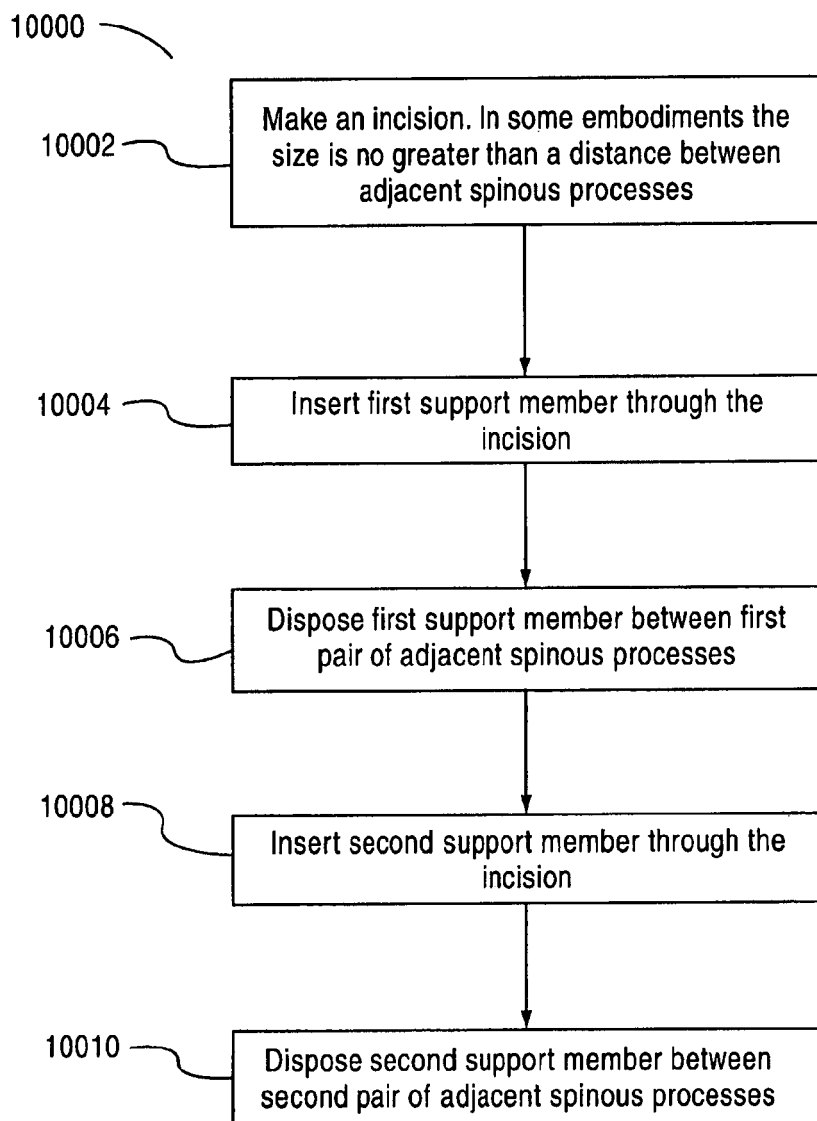 10000
10002
Make an incision. In some embodiments the
size is no greater than a distance between
adjacent spinous processes
10004
Insert first support member through the
incision
10006
Dispose first support member between first
pair of adjacent spinous processes
10008
Insert second support member through the
incision
10010
Dispose second support member between
second pair of adjacent spinous processes